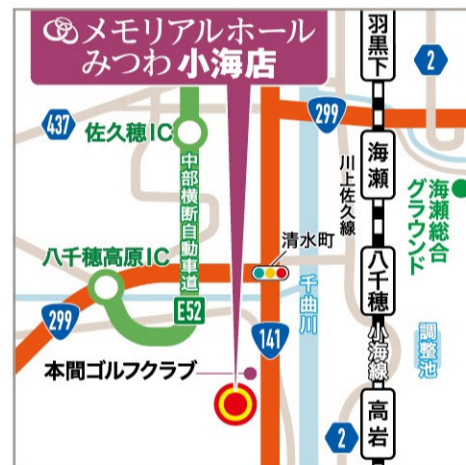 メモリアルホール
みつわ 小海店
羽黒下
2
299
437
佐久穂IC
海瀬
川上佐久線
海瀬総合
グラウンド
中部横断自動車道
清水町
八千穂高原IC
八千穂
千曲川
E52
小海線
調整池
299
141
本間ゴルフクラブ
高岩
2